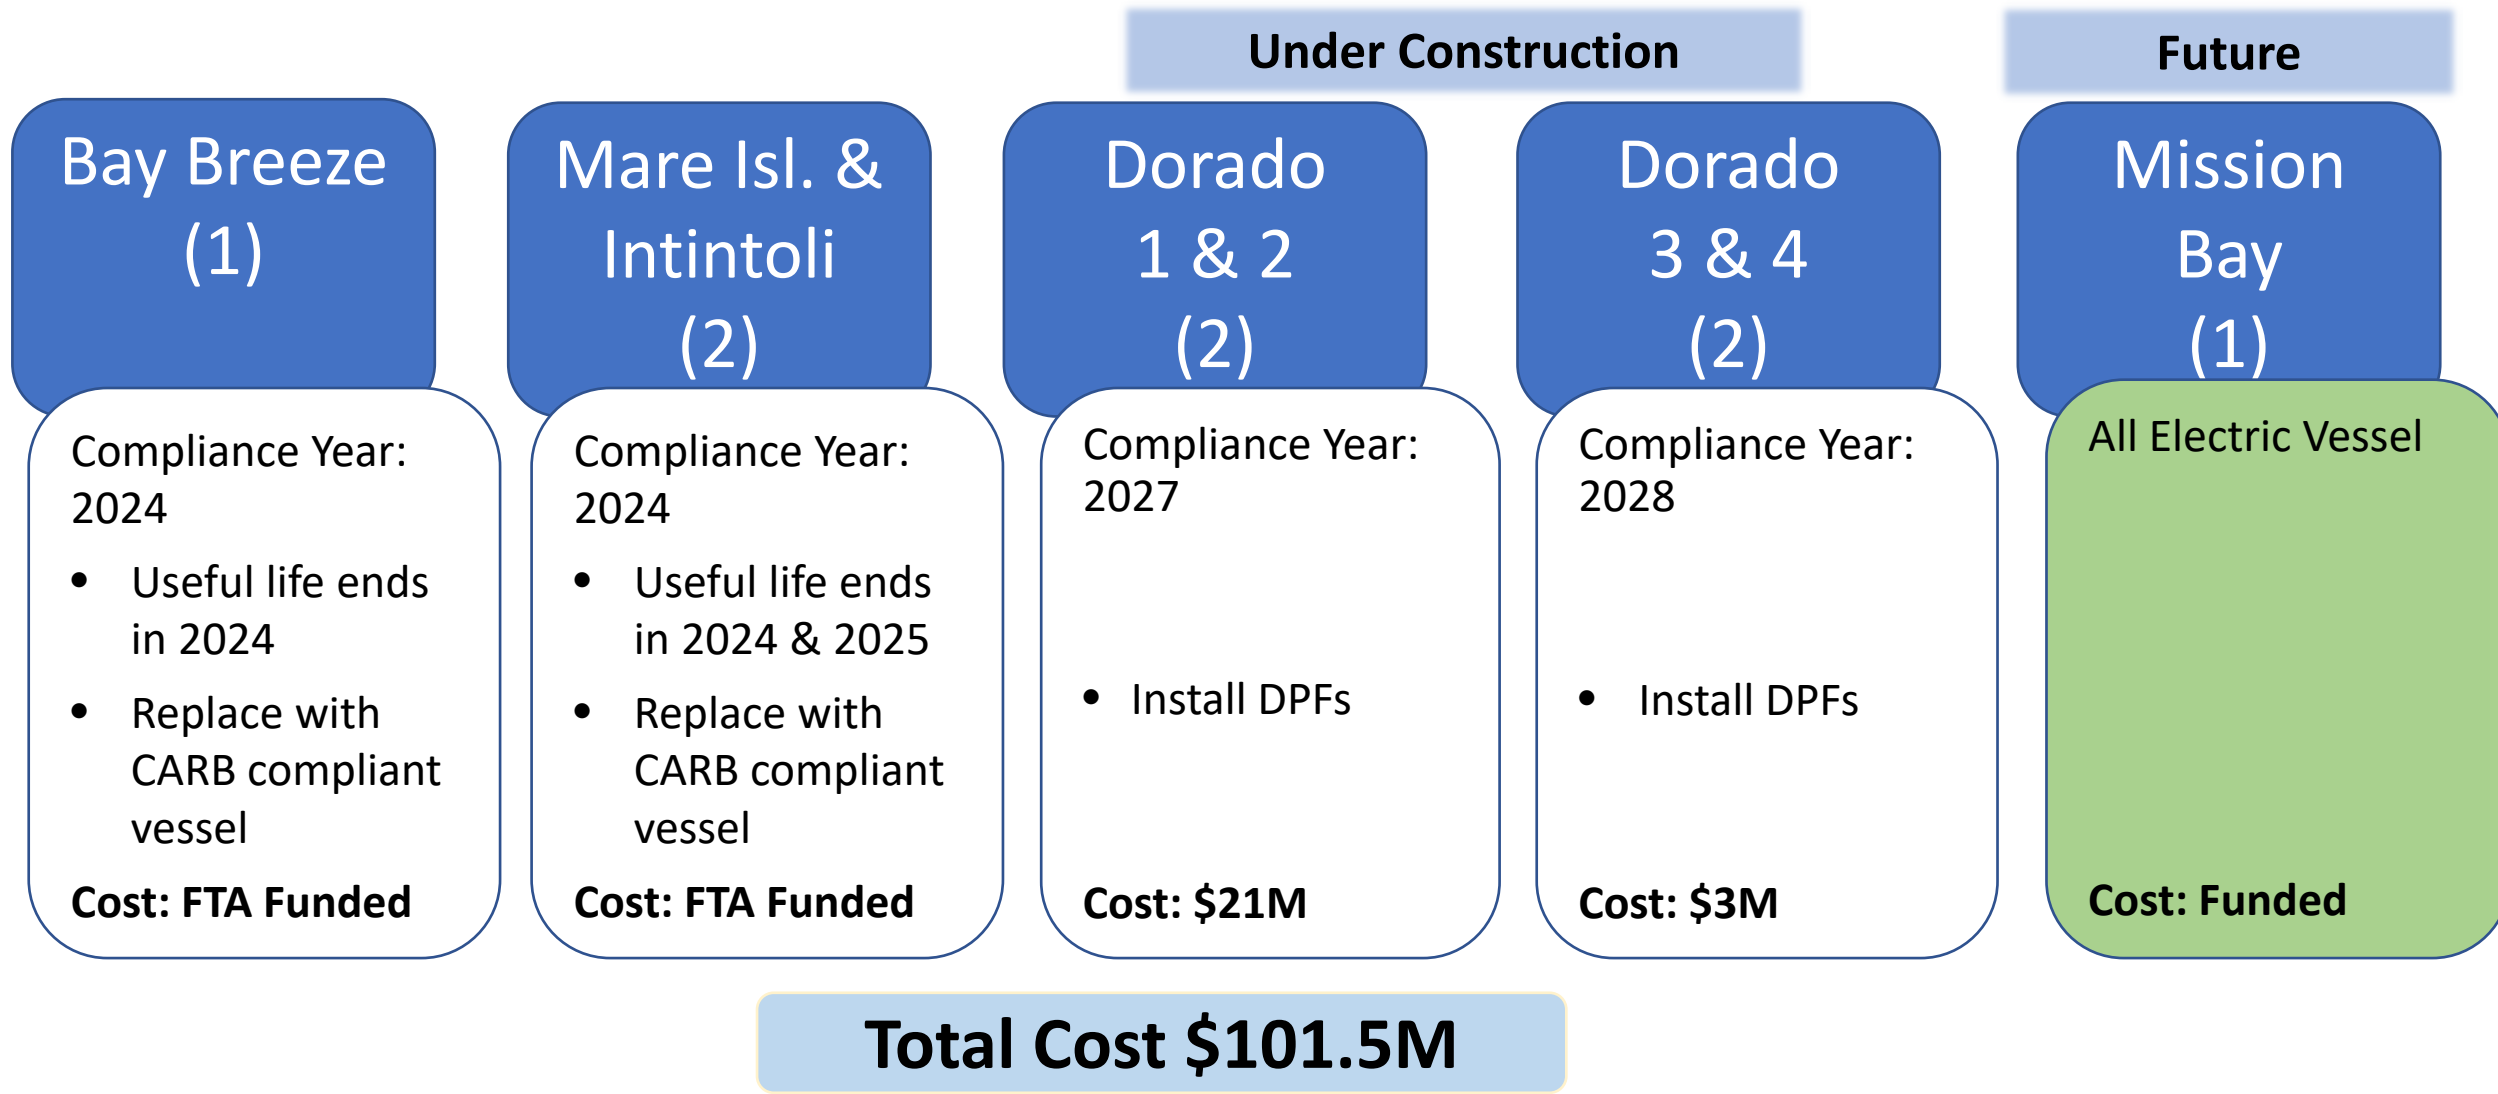 Under Construction
Future
Bay Breeze
(1)
Compliance Year:
2024
• Useful life ends
in 2024
• Replace with
CARB compliant
vessel
Cost: FTA Funded
Mare Isl. &
Intintoli
(2)
Compliance Year:
2024
• Useful life ends
in 2024 & 2025
• Replace with
CARB compliant
vessel
Cost: FTA Funded
Dorado
1 & 2
(2)
Compliance Year:
2027
• Install DPFs
Cost: $21M
Dorado
3 & 4
(2)
Compliance Year:
2028
• Install DPFs
Cost: $3M
Mission
Bay
(1)
All Electric Vessel
Cost: Funded
Total Cost $101.5M